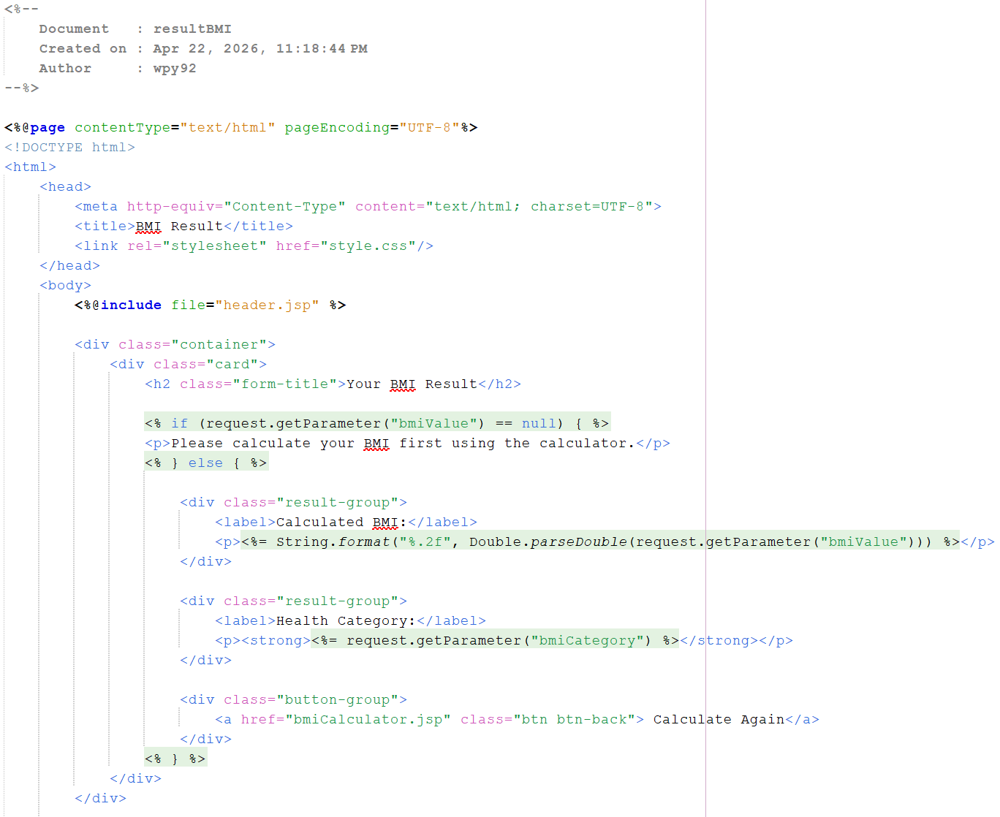 <%--
    Document   : resultBMI
    Created on : Apr 22, 2026, 11:18:44 PM
    Author     : wpy92
--%>

<%@page contentType="text/html" pageEncoding="UTF-8"%>
<!DOCTYPE html>
<html>
    <head>
        <meta http-equiv="Content-Type" content="text/html; charset=UTF-8">
        <title>BMI Result</title>
        <link rel="stylesheet" href="style.css"/>
    </head>
    <body>
        <%@include file="header.jsp" %>

        <div class="container">
            <div class="card">
                <h2 class="form-title">Your BMI Result</h2>

                <% if (request.getParameter("bmiValue") == null) { %>
                <p>Please calculate your BMI first using the calculator.</p>
                <% } else { %>

                    <div class="result-group">
                        <label>Calculated BMI:</label>
                        <p><%= String.format("%.2f", Double.parseDouble(request.getParameter("bmiValue"))) %></p>
                    </div>

                    <div class="result-group">
                        <label>Health Category:</label>
                        <p><strong><%= request.getParameter("bmiCategory") %></strong></p>
                    </div>

                    <div class="button-group">
                        <a href="bmiCalculator.jsp" class="btn btn-back"> Calculate Again</a>
                    </div>
                <% } %>
            </div>
        </div>